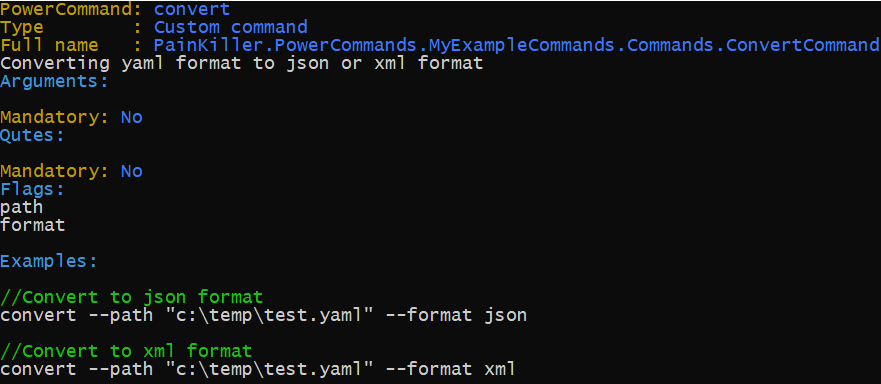 PowerCommand: convert
Type        : Custom command
Full name   : PainKiller.PowerCommands.MyExampleCommands.Commands.ConvertCommand
Converting yaml format to json or xml format
Arguments:
Mandatory: No
Qutes:
Mandatory: No
Flags:
path
format
Examples:
//Convert to json format
convert --path "c:\temp\test.yaml" --format json
//Convert to xml format
convert --path "c:\temp\test.yaml" --format xml